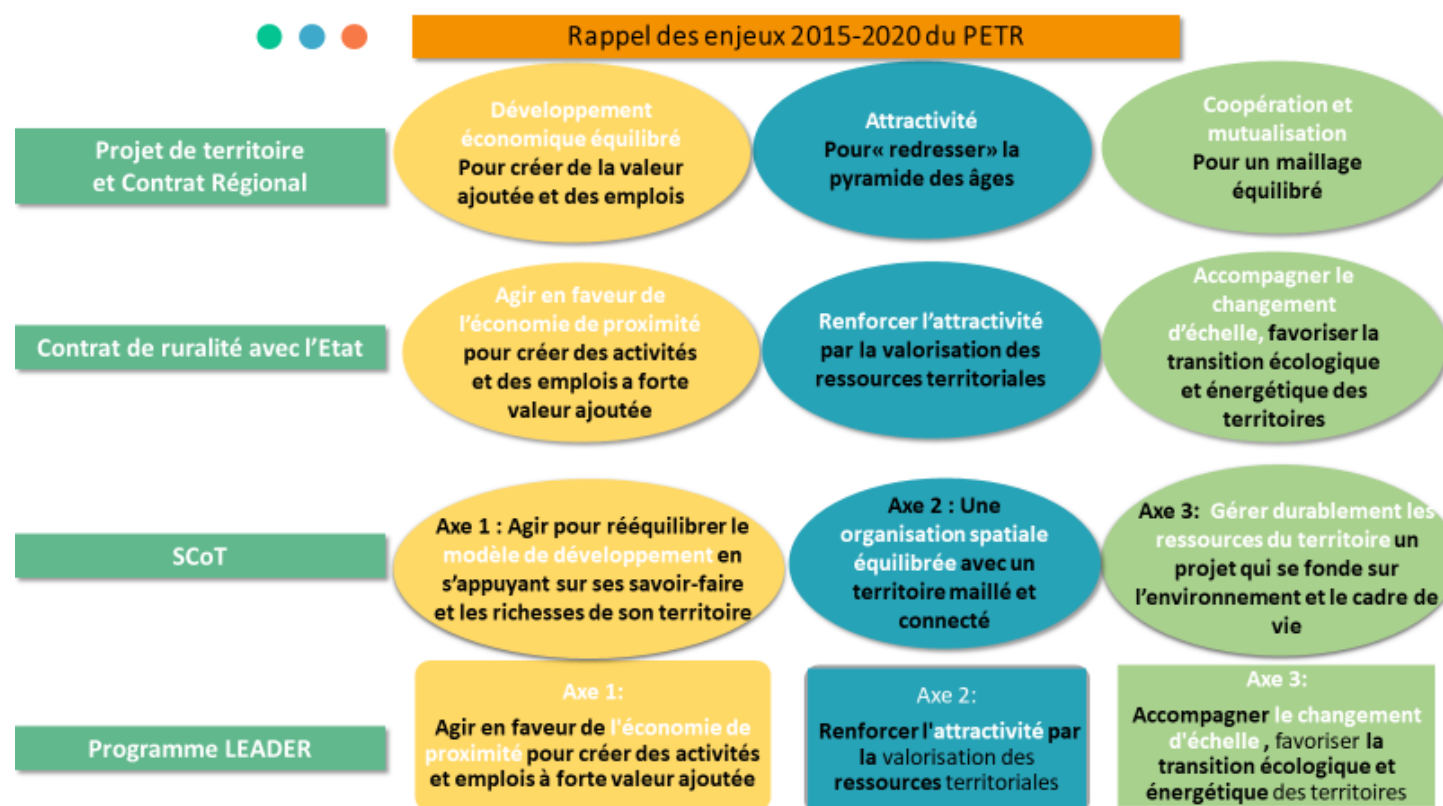 Rappel des enjeux 2015-2020 du PETR
Projet de territoire
et Contrat Régional
Développement
économique équilibré
Pour créer de la valeur
ajoutée et des emplois
Attractivité
Pour« redresser» la
pyramide des âges
Coopération et
mutualisation
Pour un maillage
équilibré
Contrat de ruralité avec l’Etat
Agir en faveur de
l’économie de proximité
pour créer des activités
et des emplois a forte
valeur ajoutée
Renforcer l’attractivité
par la valorisation des
ressources territoriales
Accompagner le
changement
d’échelle, favoriser la
transition écologique
et énergétique des
territoires
SCoT
Axe 1 : Agir pour rééquilibrer le
modèle de développement en
s’appuyant sur ses savoir-faire
et les richesses de son territoire
Axe 2 : Une
organisation spatiale
équilibrée avec un
territoire maillé et
connecté
Axe 3: Gérer durablement les
ressources du territoire un
projet qui se fonde sur
l’environnement et le cadre de
vie
Programme LEADER
Axe 1:
Agir en faveur de l'économie de
proximité pour créer des activités
et emplois à forte valeur ajoutée
Axe 2:
Renforcer l'attractivité par
la valorisation des
ressources territoriales
Axe 3:
Accompagner le changement
d'échelle , favoriser la
transition écologique et
énergétique des territoires